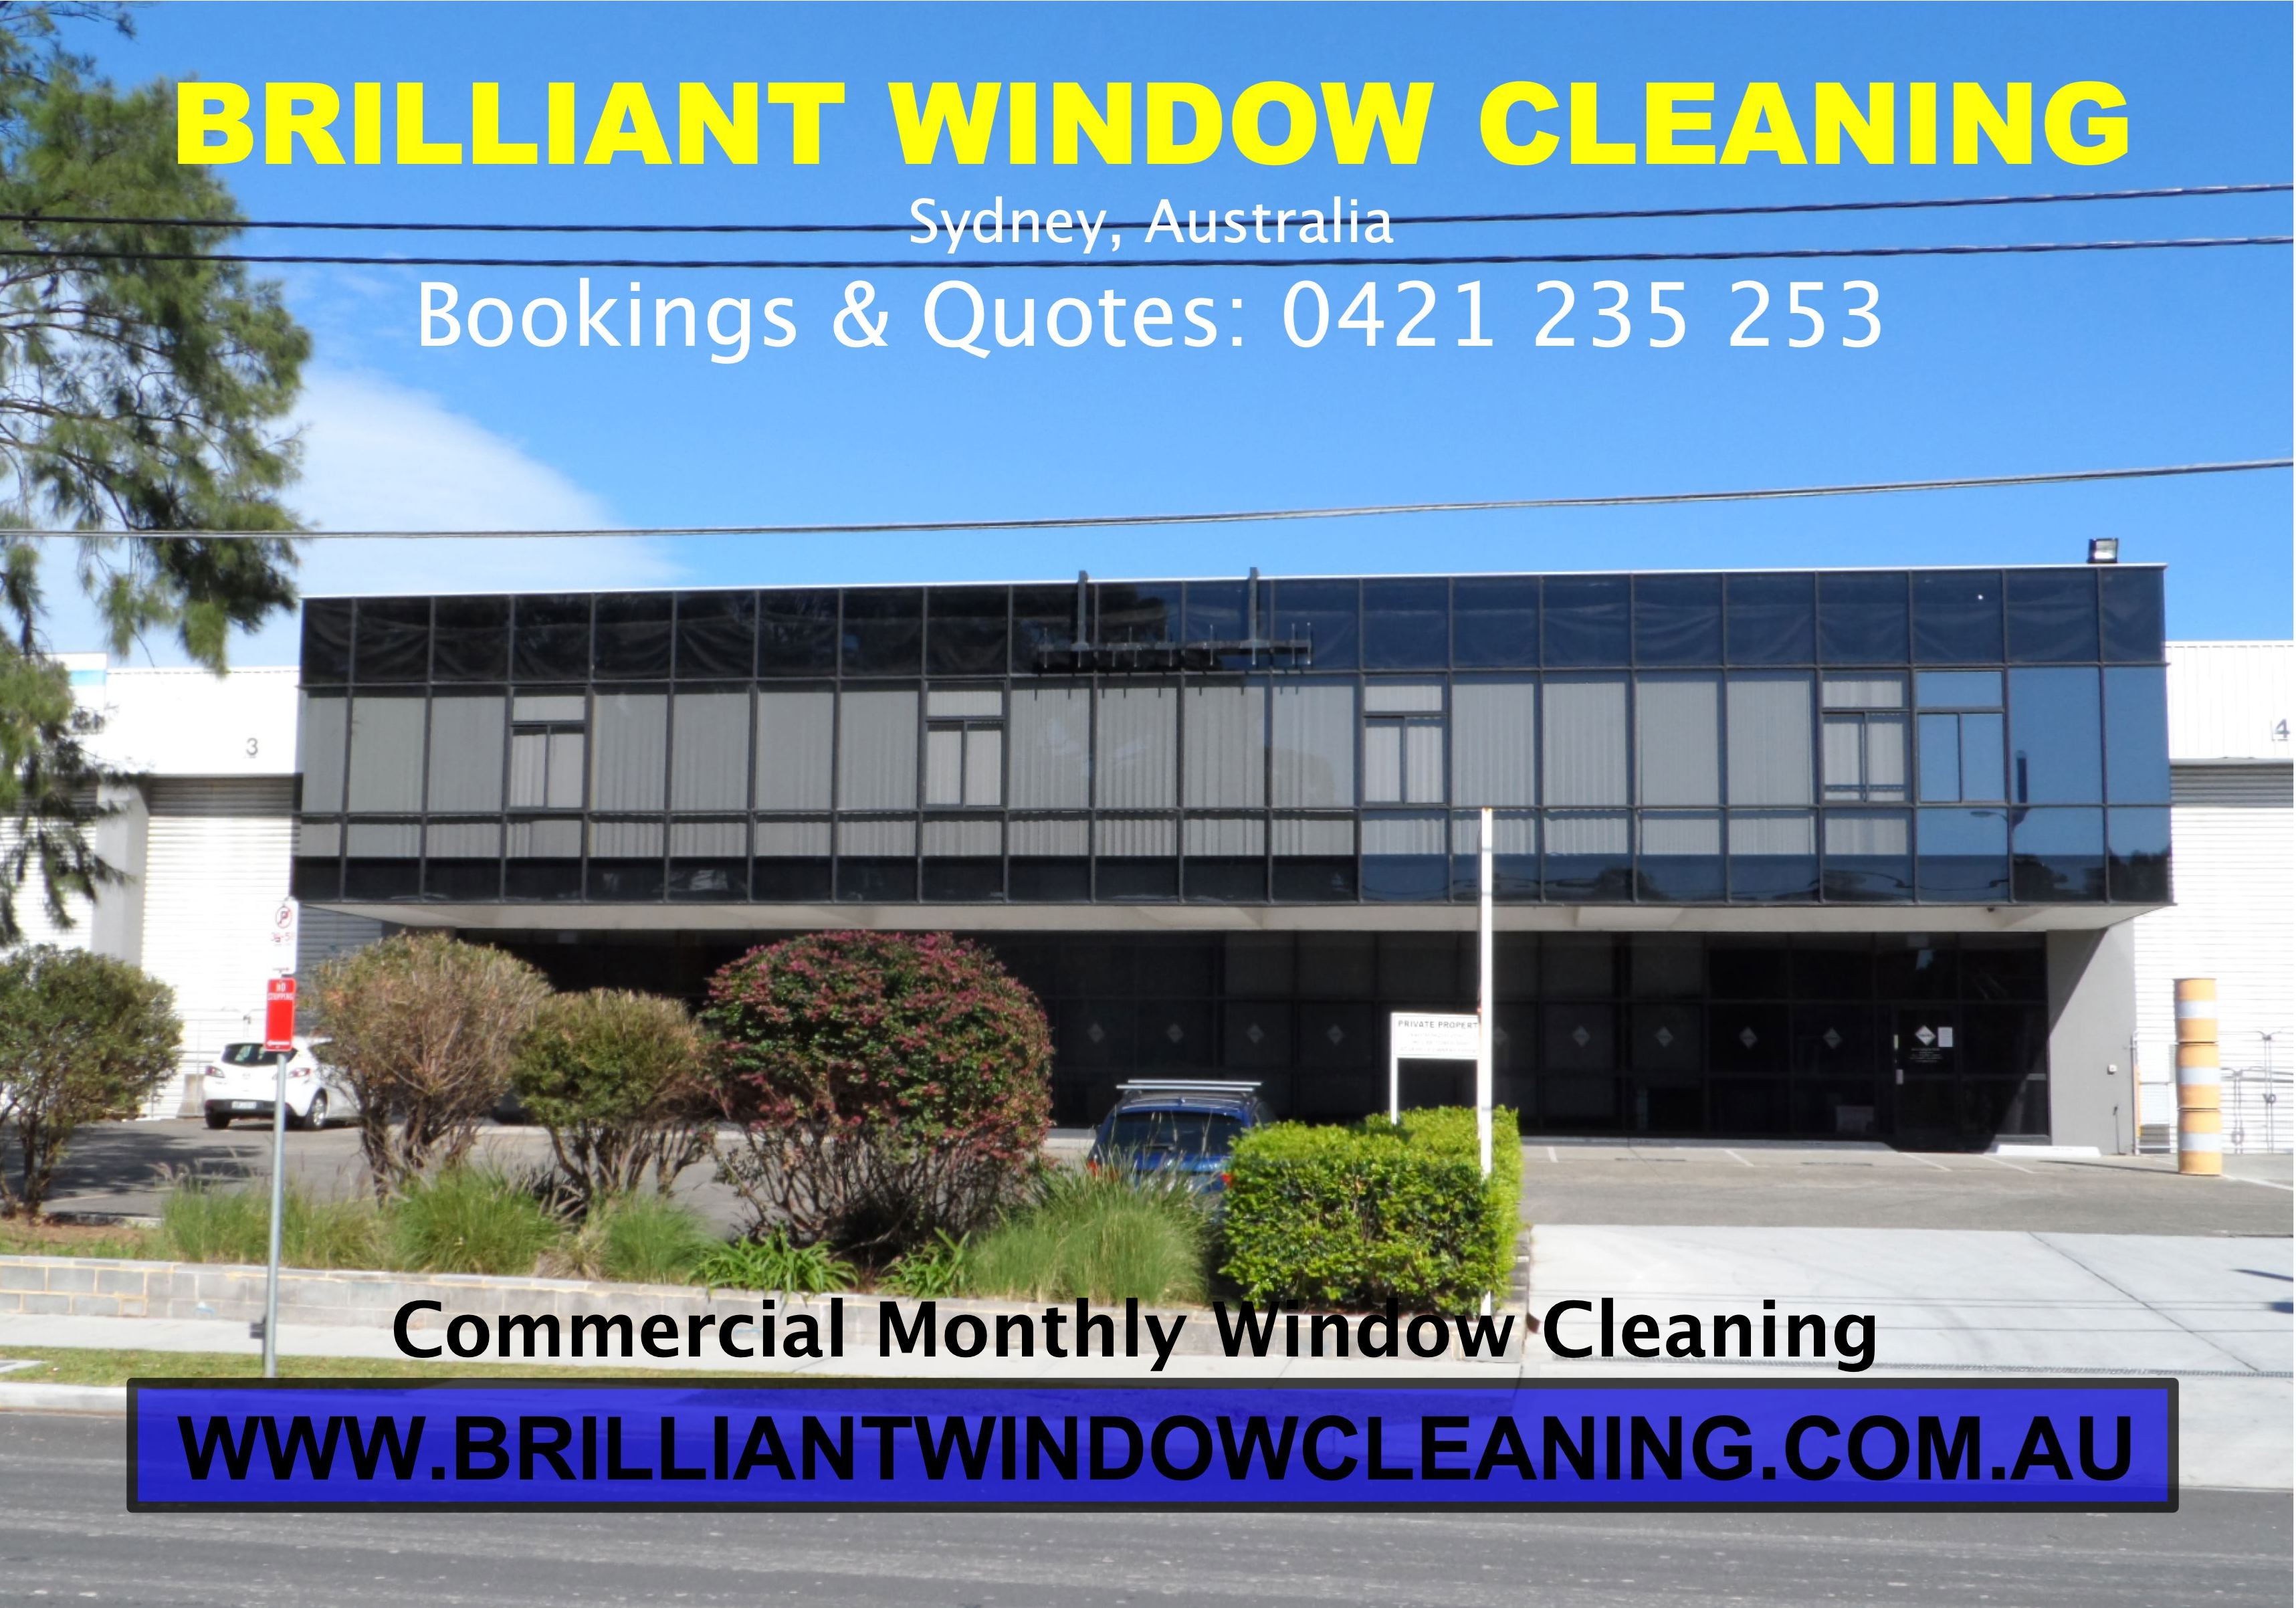 BRILLIANT WINDOW CLEANING
Sydney, Australia
Bookings & Quotes: 0421 235 253
3
4
NO
STOPPING
PRIVATE PROPERT
Commercial Monthly Window Cleaning
WWW.BRILLIANTWINDOWCLEANING.COM.AU